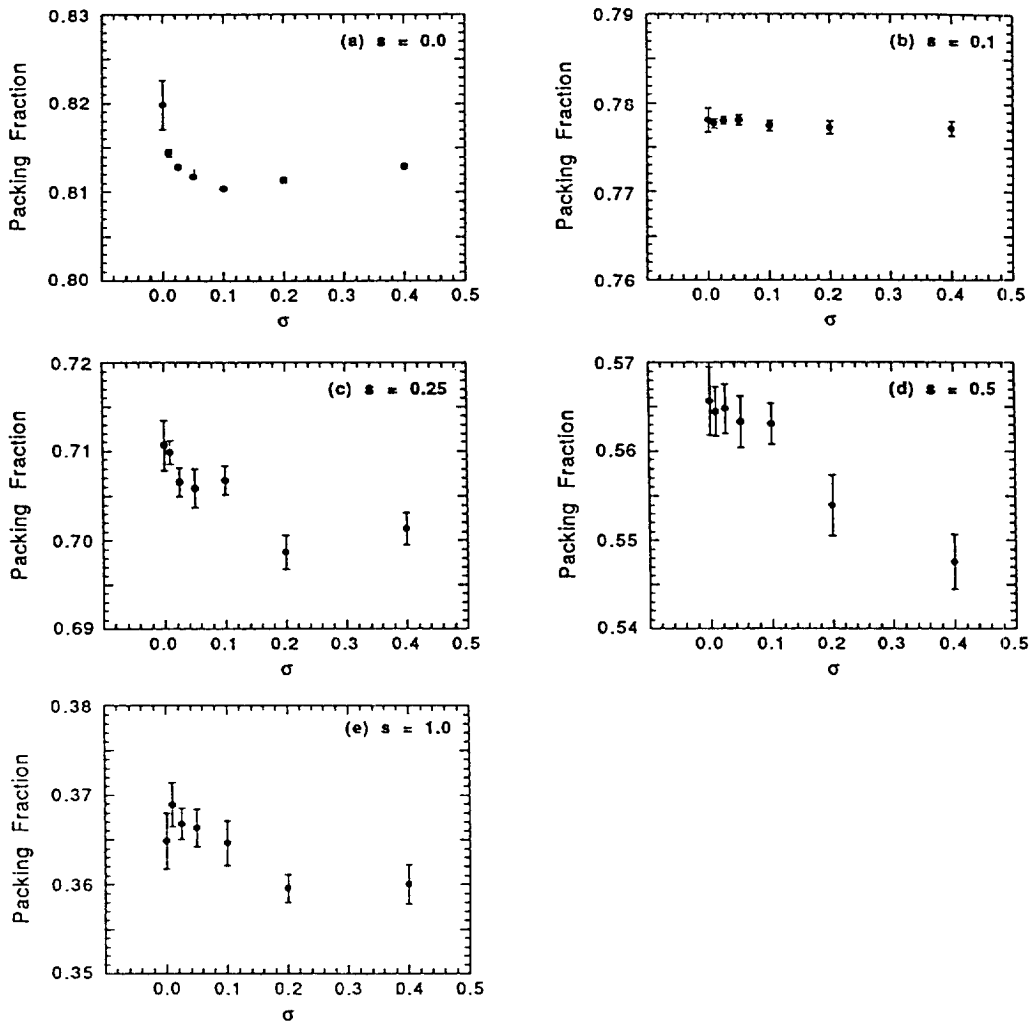 0.83
0.82
0.81
0.80
Packing Fraction
(a) s = 0.0
0.0 0.1 0.2 0.3 0.4 0.5
σ
0.79
0.78
0.77
0.76
Packing Fraction
(b) s = 0.1
0.0 0.1 0.2 0.3 0.4 0.5
σ
0.72
0.71
0.70
0.69
Packing Fraction
(c) s = 0.25
0.0 0.1 0.2 0.3 0.4 0.5
σ
0.57
0.56
0.55
0.54
Packing Fraction
(d) s = 0.5
0.0 0.1 0.2 0.3 0.4 0.5
σ
0.38
0.37
0.36
0.35
Packing Fraction
(e) s = 1.0
0.0 0.1 0.2 0.3 0.4 0.5
σ